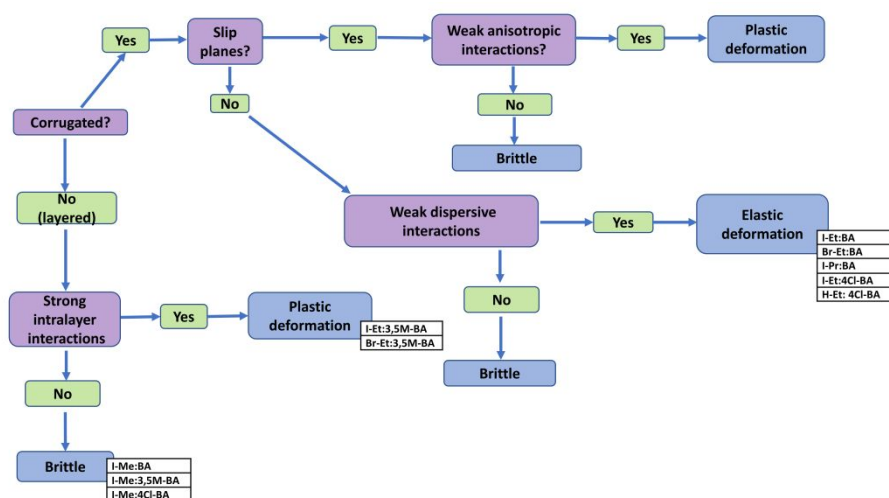 Yes
Slip
planes?
Yes
Weak anisotropic
interactions?
Yes
Plastic
deformation
No
No
Corrugated?
Brittle
No
(layered)
Weak dispersive
interactions
Yes
Elastic
deformation
I-Et:BA
Br-Et:BA
I-Pr:BA
I-Et:4Cl-BA
H-Et: 4Cl-BA
Strong
intralayer
interactions
Yes
Plastic
deformation
I-Et:3,5M-BA
Br-Et:3,5M-BA
No
Brittle
No
Brittle
I-Me:BA
I-Me:3,5M-BA
I-Me:4Cl-BA